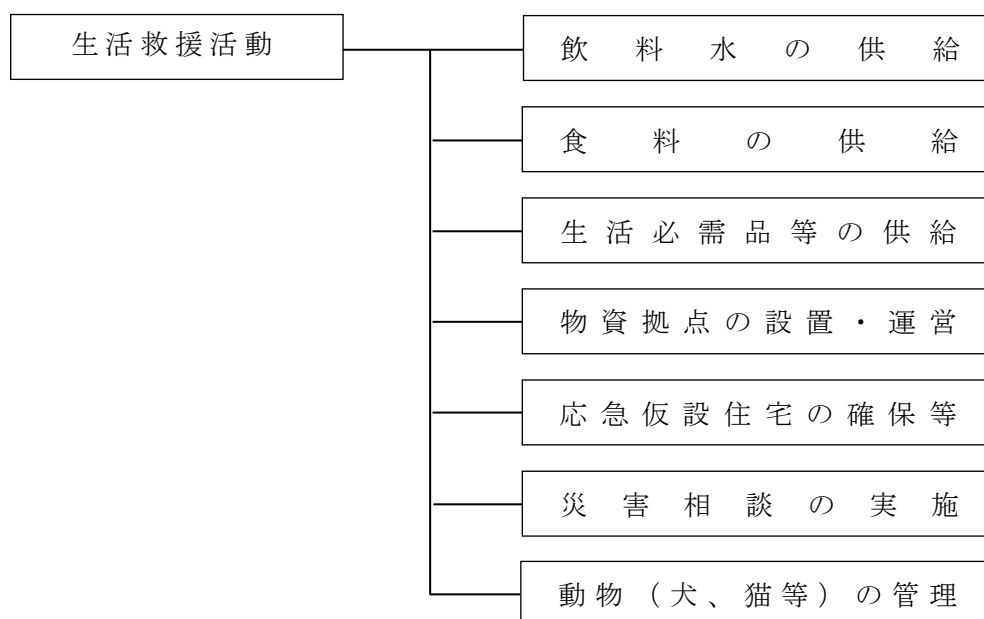 生活救援活動
飲料水の供給
食料の供給
生活必需品等の供給
物資拠点の設置・運営
応急仮設住宅の確保等
災害相談の実施
動物（犬、猫等）の管理